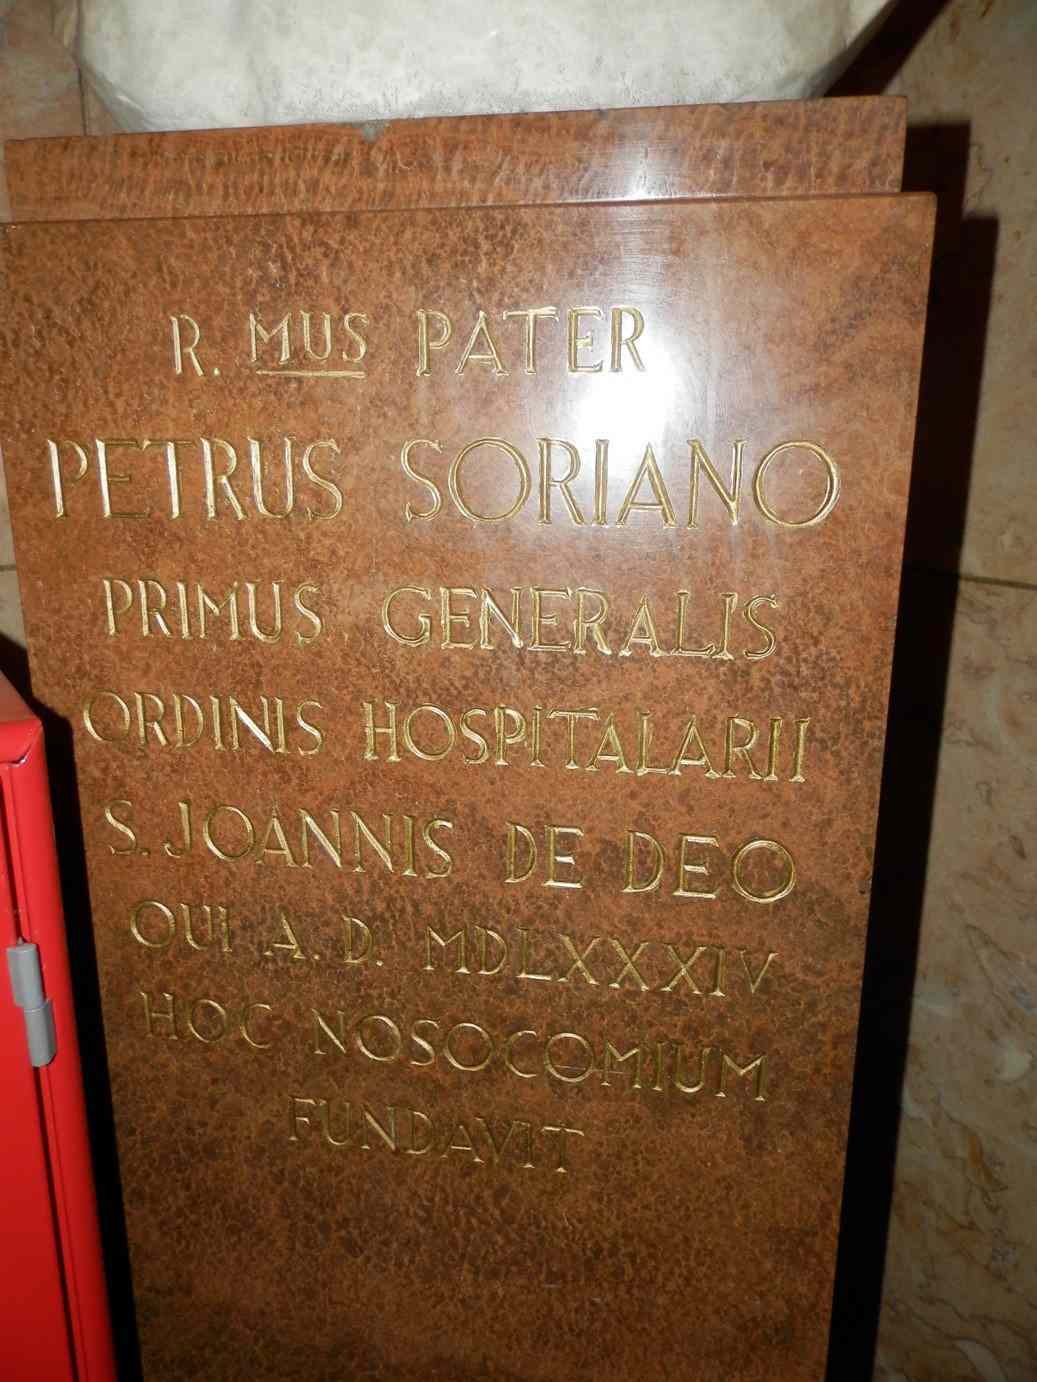 R. MUS PATER
PETRUS SORIANO
PRIMUS GENERALIS
ORDINIS HOSPITALARII
S. JOANNIS DE DEO
QUI A. D. MDLXXXIV
HOC NOSOCOMIUM
FUNDAVIT